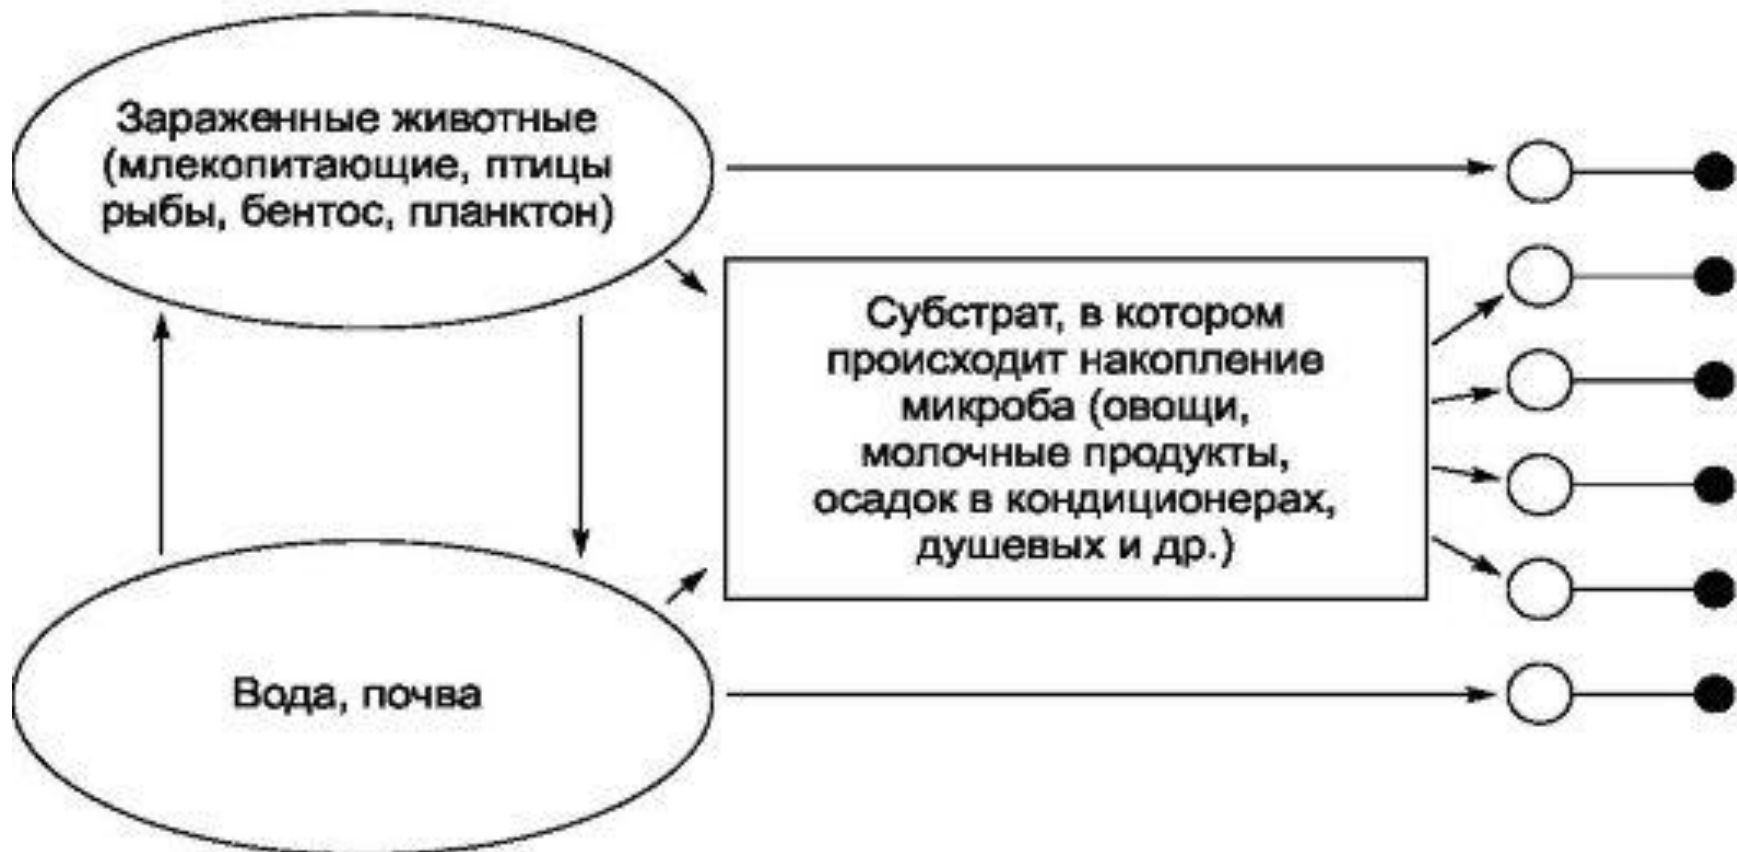 Зараженные животные
(млекопитающие, птицы
рыбы, бентос, планктон)
Субстрат, в котором
происходит накопление
микроба (овощи,
молочные продукты,
осадок в кондиционерах,
душевых и др.)
Вода, почва